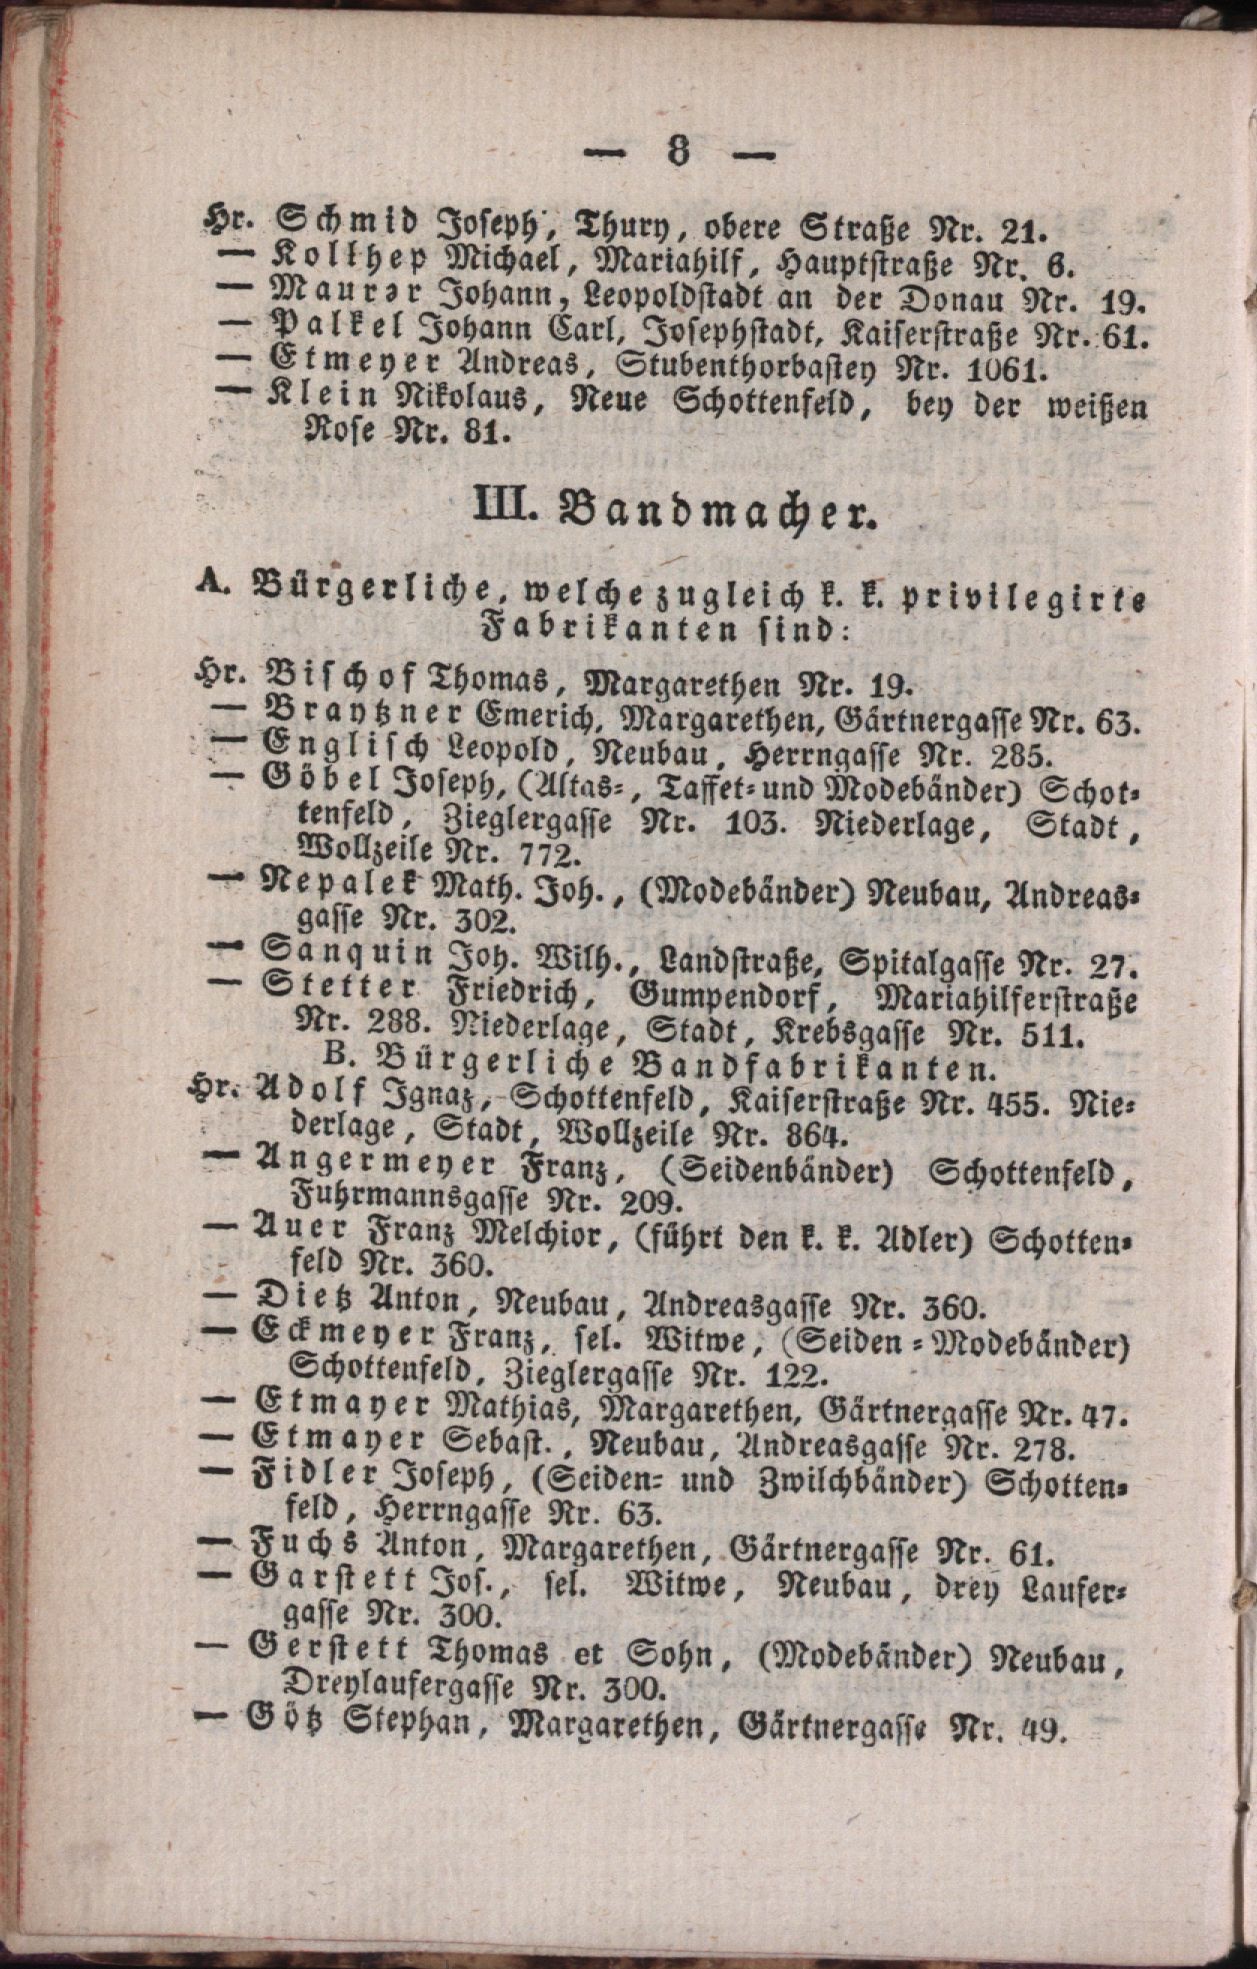 — 8 —
Hr. Schmid Joseph, Thury, obere Straße Nr. 21.
— Kollhep Michael, Mariahilf, Hauptstraße Nr. 6.
— Maurer Johann, Leopoldstadt an der Donau Nr. 19.
— Palkel Johann Carl, Josephstadt, Kaiserstraße Nr. 61.
— Etmeyer Andreas, Stubenthorbastey Nr. 1061.
— Klein Nikolaus, Neue Schottenfeld, bey der weißen
Rose Nr. 81.
III. Bandmacher.
A. Bürgerliche, welche zugleich k. k. privilegirte
Fabrikanten sind:
Hr. Bischof Thomas, Margarethen Nr. 19.
— Brantzner Emerich, Margarethen, Gärtnergasse Nr. 63.
— Englisch Leopold, Neubau, Herrngasse Nr. 285.
— Göbel Joseph, (Altas-, Taffet- und Modebänder) Schot-
tenfeld, Zieglergasse Nr. 103. Niederlage, Stadt,
Wollzeile Nr. 772.
— Nepalek Math. Joh., (Modebänder) Neubau, Andreas-
gasse Nr. 302.
— Sanquin Joh. Wilh., Landstraße, Spitalgasse Nr. 27.
— Stetter Friedrich, Gumpendorf, Mariahilferstraße
Nr. 288. Niederlage, Stadt, Krebsgasse Nr. 511.
B. Bürgerliche Bandfabrikanten.
Hr. Adolf Ignaz, Schottenfeld, Kaiserstraße Nr. 455. Nie-
derlage, Stadt, Wollzeile Nr. 864.
— Angermeyer Franz, (Seidenbänder) Schottenfeld,
Fuhrmannsgasse Nr. 209.
— Auer Franz Melchior, (führt den k. k. Adler) Schotten-
feld Nr. 360.
— Dietz Anton, Neubau, Andreasgasse Nr. 360.
— Eckmeyer Franz, sel. Witwe, (Seiden-Modebänder)
Schottenfeld, Zieglergasse Nr. 122.
— Etmayer Mathias, Margarethen, Gärtnergasse Nr. 47.
— Etmayer Sebast., Neubau, Andreasgasse Nr. 278.
— Fidler Joseph, (Seiden- und Zwilchbänder) Schotten-
feld, Herrngasse Nr. 63.
— Fuchs Anton, Margarethen, Gärtnergasse Nr. 61.
— Garstett Jos., sel. Witwe, Neubau, drey Laufer-
gasse Nr. 300.
— Gerstett Thomas et Sohn, (Modebänder) Neubau,
Dreylaufergasse Nr. 300.
— Götz Stephan, Margarethen, Gärtnergasse Nr. 49.